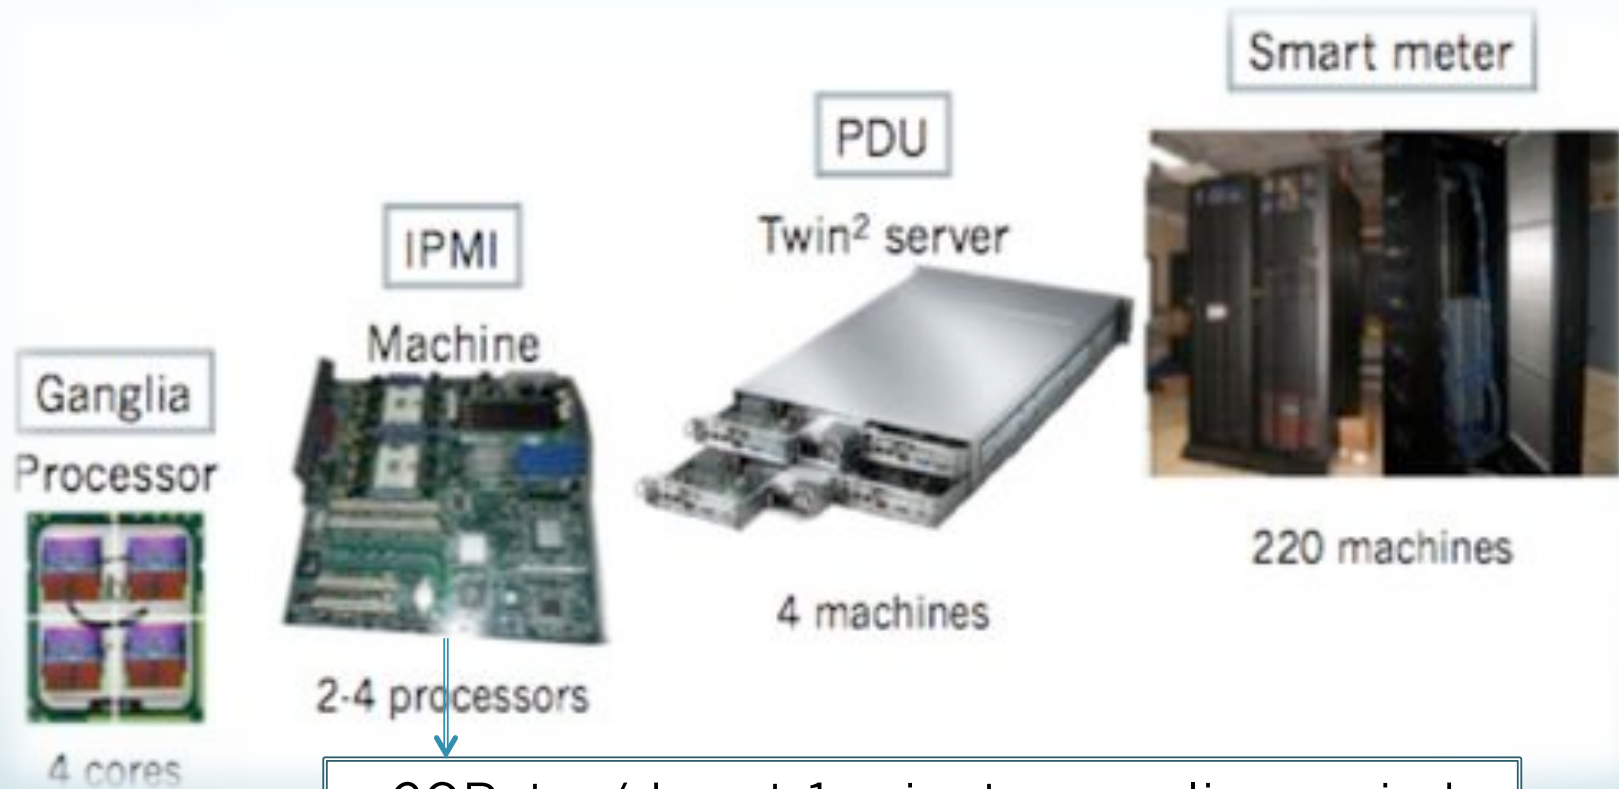 Smart meter
PDU
Twin² server
IPMI
Machine
Ganglia
Processor
220 machines
4 machines
2-4 processors
4 cores